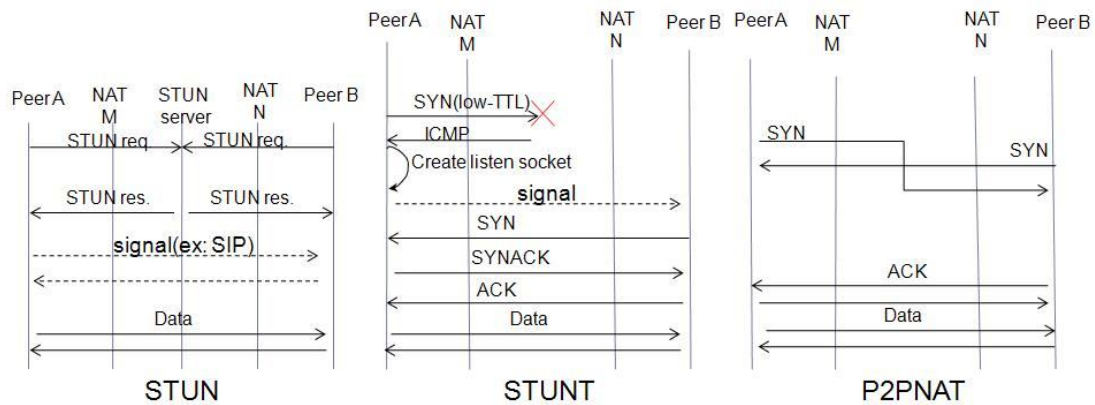 Peer A
NAT
M
STUN
server
NAT
N
Peer B
STUN req
STUN req.
STUN res.
STUN res.
signal(ex: SIP)
Data
STUN
Peer A
NAT
M
NAT
N
Peer B
SYN(low-TTL)
ICMP
Create listen socket
signal
SYN
SYNACK
ACK
Data
STUNT
Peer A
NAT
M
NAT
N
Peer B
SYN
SYN
ACK
Data
P2PNAT